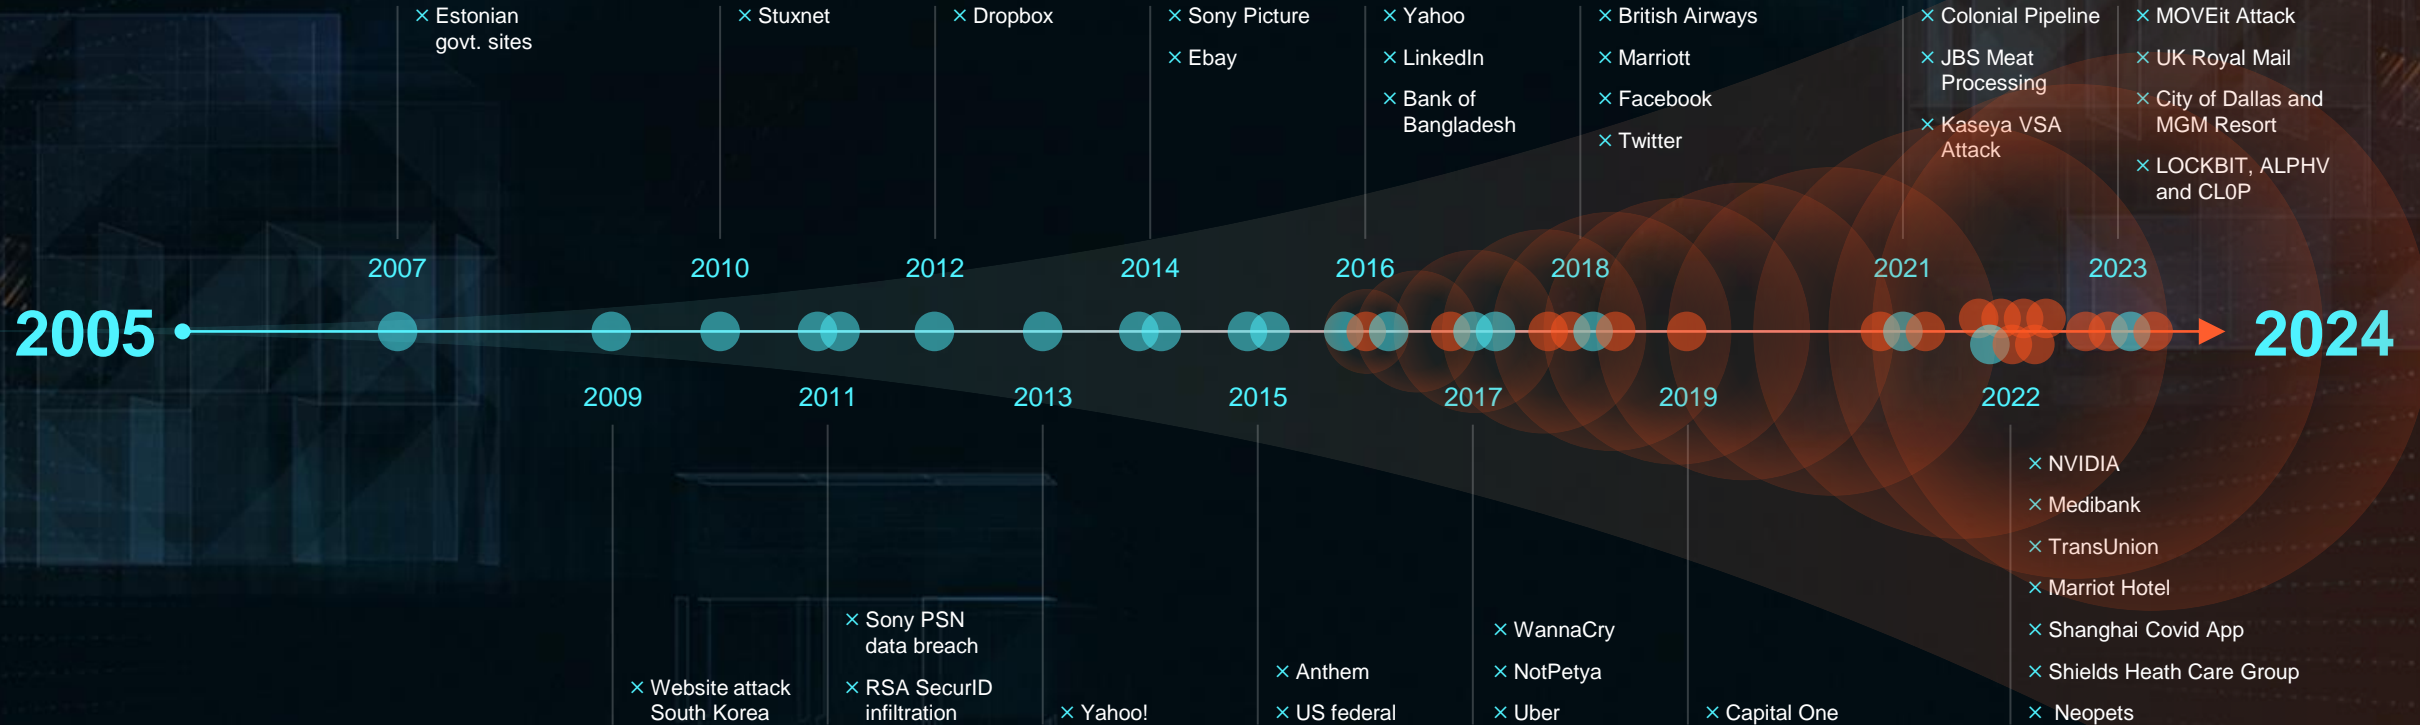 Estonian
govt. sites
Stuxnet
Dropbox
Sony Picture
Ebay
Yahoo
LinkedIn
Bank of
Bangladesh
British Airways
Marriott
Facebook
Twitter
Colonial Pipeline
JBS Meat
Processing
Kaseya VSA
Attack
MOVEit Attack
UK Royal Mail
City of Dallas and
MGM Resort
LOCKBIT, ALPHV
and CL0P
2007
2010
2012
2014
2016
2018
2021
2023
2005
2024
2009
2011
2013
2015
2017
2019
2022
Website attack
South Korea
Sony PSN
data breach
RSA SecurID
infiltration
Yahoo!
Anthem
US federal
WannaCry
NotPetya
Uber
Capital One
NVIDIA
Medibank
TransUnion
Marriot Hotel
Shanghai Covid App
Shields Heath Care Group
Neopets